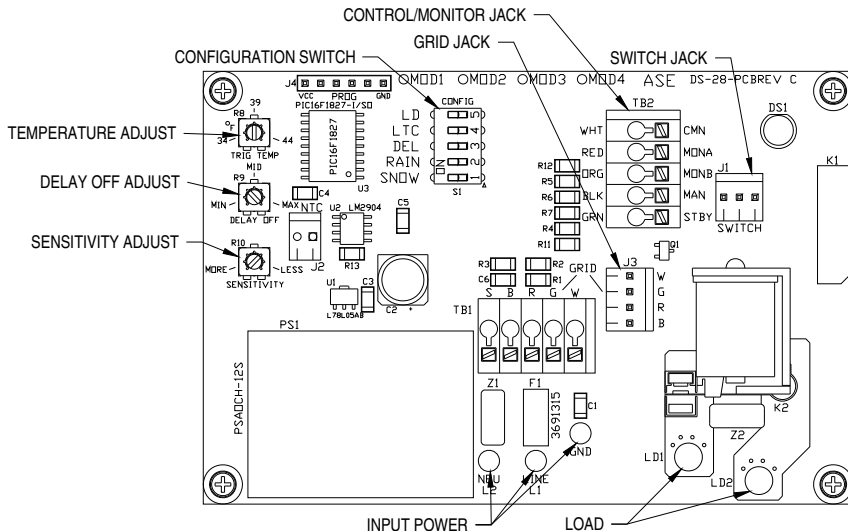 CONTROL/MONITOR JACK
GRID JACK
CONFIGURATION SWITCH
SWITCH JACK
TEMPERATURE ADJUST
DELAY OFF ADJUST
SENSITIVITY ADJUST
INPUT POWER
LOAD
J4
VCC PROG GND
PIC16F1827-I/SO
PIC16F1827
U3
OMOD1 OMOD2 OMOD3 OMOD4 ASE DS-28-PCBREV C
39
R8
°F
34 44
TRIG TEMP
MID
R9
MIN MAX
DELAY OFF
R10
MORE LESS
SENSITIVITY
CONFIG
LD 5
LTC 4
DEL 3
RAIN 2
SNOW 1
ON
S1
C4
NTC
J2
U2 LM2904
R13
C5
U1
L78L05AB
C3
C2 +
TB2
WHT CMN
RED MONA
ORG MONB
BLK MAN
GRN STBY
R12
R5
R6
R7
R4
R11
DS1
K1
J1
SWITCH
Q1
R3 R2
C6 R1
GRID
J3
W
G
R
B
S B R G W
TB1
PS1
PSAOCH-12S
Z1
F1
3691315
C1
GND
NEU
L2
LINE
L1
K2
Z2
LD1
LD2